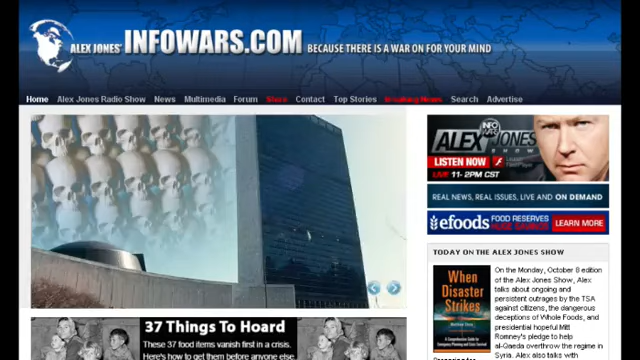 ALEX JONES' INFOWARS.COM BECAUSE THERE IS A WAR ON FOR YOUR MIND
Home Alex Jones Radio Show News Multimedia Forum Store Contact Top Stories Breaking News Search Advertise
INFO WAR
ALEX JONES
SHOW
LISTEN NOW
LIVE 11- 2PM CST
REAL NEWS, REAL ISSUES, LIVE AND ON DEMAND
efoods FOOD RESERVES
HUGE SAVINGS
LEARN MORE
TODAY ON THE ALEX JONES SHOW
When
Disaster
Strikes
On the Monday, October 8 edition
of the Alex Jones Show, Alex
talks about ongoing and
persistent outrages by the TSA
against citizens, the dangerous
deceptions of Whole Foods, and
presidential hopeful Mitt
Romney's pledge to help
al-Qaeda overthrow the regime in
Syria. Alex also talks with
37 Things To Hoard
These 37 food items vanish first in a crisis.
Here's how to get them before anyone else.